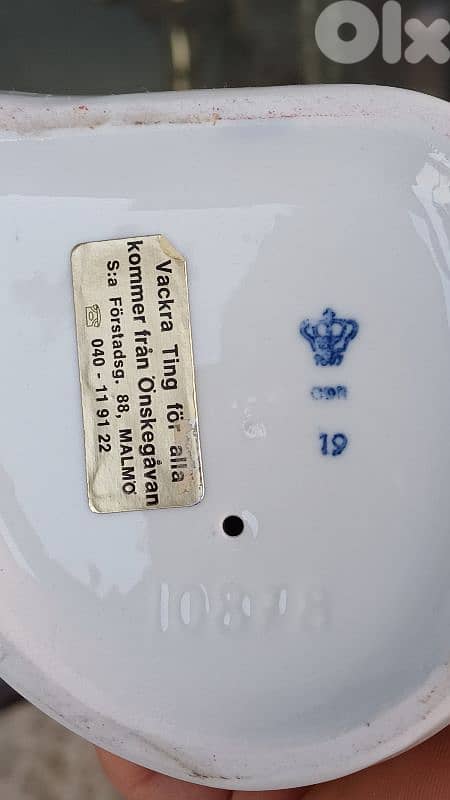 OLX
Vackra Ting för alla
kommer från Önskegåvan
S:a Förstadsg. 88, MALMÖ
☏ 040 - 11 91 22
19